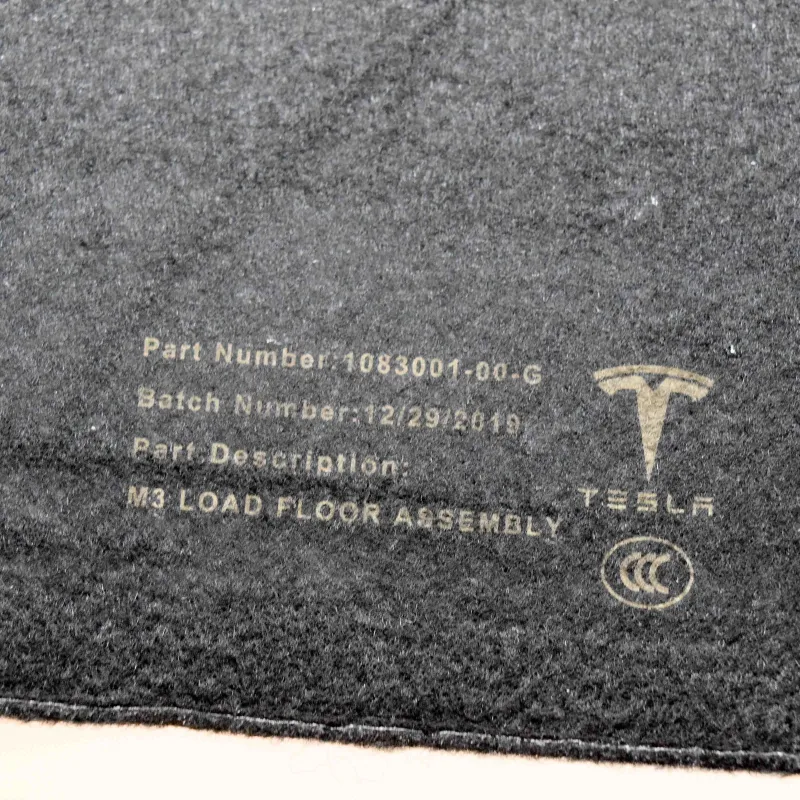 Part Number:1083001-00-G
Batch Number:12/29/2019
Part Description:
M3 LOAD FLOOR ASSEMBLY
TESLA
CCC